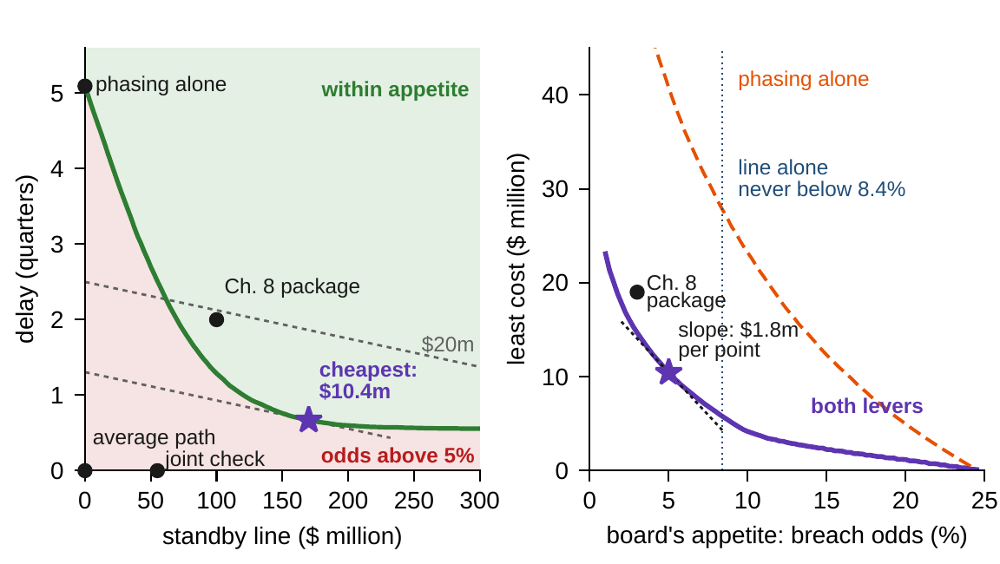 phasing alone
within appetite
Ch. 8 package
$20m
cheapest:
$10.4m
average path
joint check
odds above 5%
delay (quarters)
5
4
3
2
1
0
0 50 100 150 200 250 300
standby line ($ million)
phasing alone
line alone
never below 8.4%
Ch. 8
package
slope: $1.8m
per point
both levers
least cost ($ million)
40
30
20
10
0
0 5 10 15 20 25
board's appetite: breach odds (%)